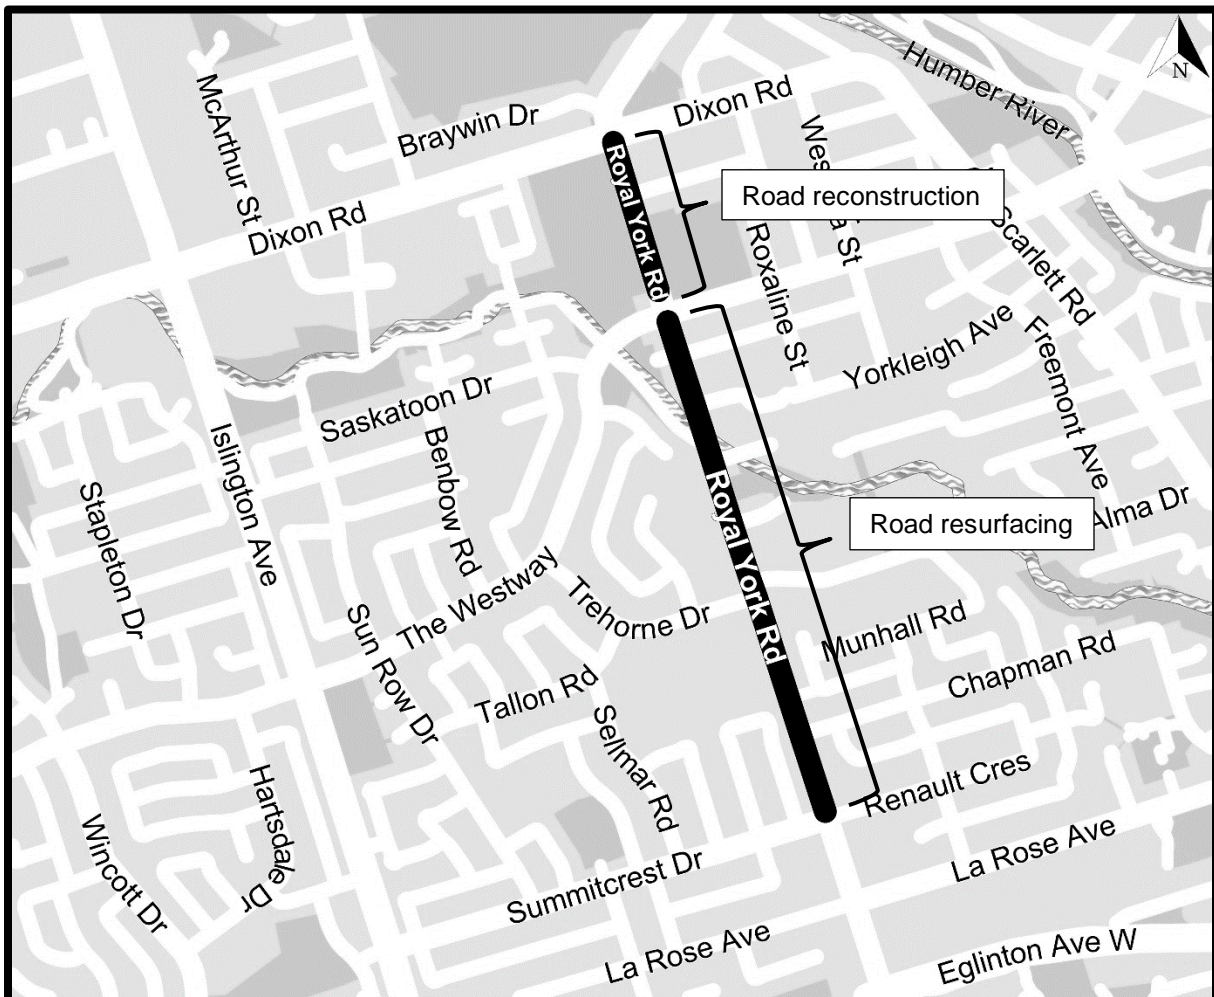 Humber River
N
McArthur St
Dixon Rd
Braywin Dr
Royal York Rd
Road reconstruction
Dixon Rd
Roxaline St
St
Scarlett Rd
Yorkleigh Ave
Freemont Ave
Saskatoon Dr
Benbow Rd
Islington Ave
Stapleton Dr
Royal York Rd
Road resurfacing
Alma Dr
The Westway
Trehorne Dr
Sun Row Dr
Munhall Rd
Chapman Rd
Tallon Rd
Sellmar Rd
Renault Cres
Hartsdale Dr
Wincott Dr
La Rose Ave
Summitcrest Dr
La Rose Ave
Eglinton Ave W